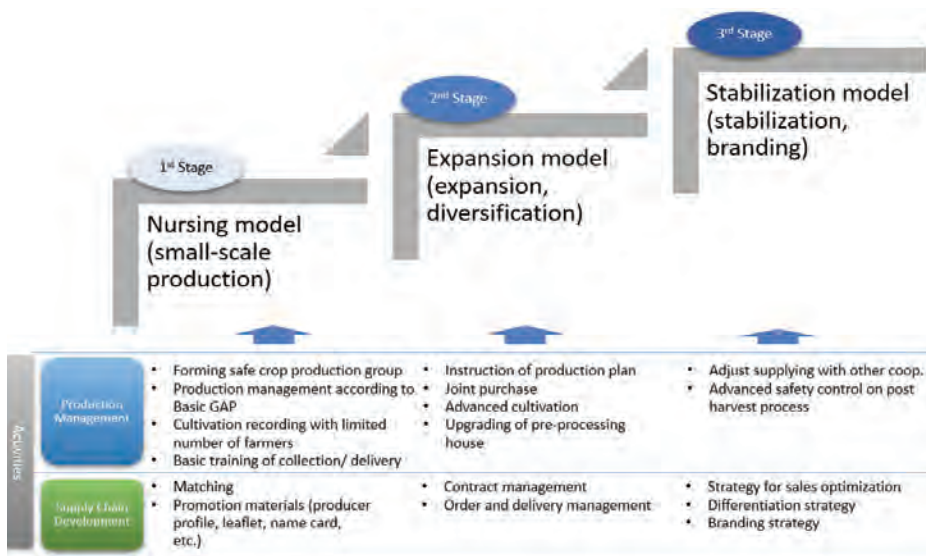 3rd Stage
Stabilization model
(stabilization,
branding)
2nd Stage
Expansion model
(expansion,
diversification)
1st Stage
Nursing model
(small-scale
production)
Activities
Production
Management
• Forming safe crop production group
• Production management according to
Basic GAP
• Cultivation recording with limited
number of farmers
• Basic training of collection/ delivery
• Instruction of production plan
• Joint purchase
• Advanced cultivation
• Upgrading of pre-processing
house
• Adjust supplying with other coop.
• Advanced safety control on post
harvest process
Supply Chain
Development
• Matching
• Promotion materials (producer
profile, leaflet, name card,
etc.)
• Contract management
• Order and delivery management
• Strategy for sales optimization
• Differentiation strategy
• Branding strategy